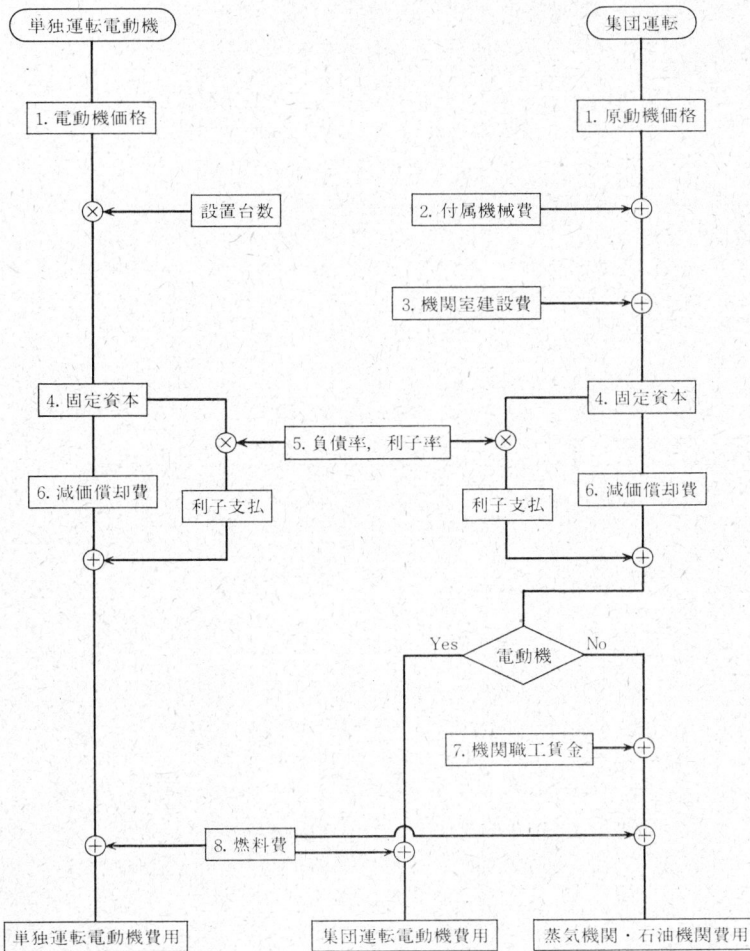 単独運転電動機
集団運転
1. 電動機価格
1. 原動機価格
設置台数
2. 付属機械費
3. 機関室建設費
4. 固定資本
4. 固定資本
5. 負債率, 利子率
6. 減価償却費
利子支払
利子支払
6. 減価償却費
Yes
電動機
No
7. 機関職工賃金
8. 燃料費
単独運転電動機費用
集団運転電動機費用
蒸気機関・石油機関費用